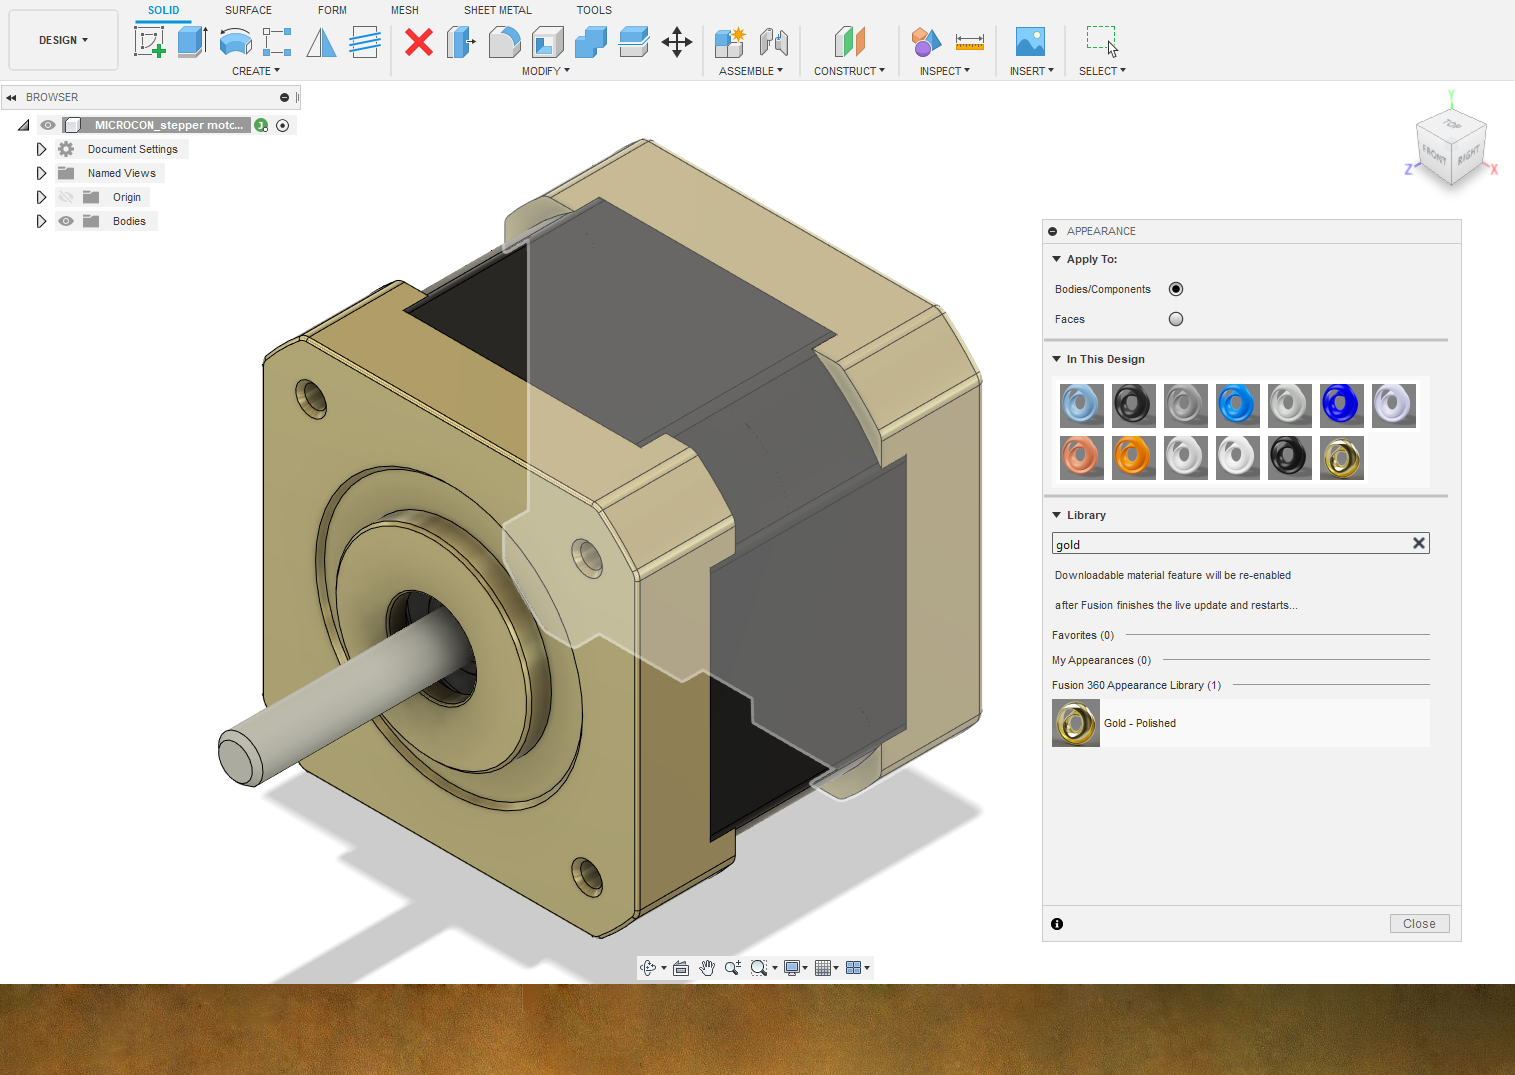 SOLID SURFACE FORM MESH SHEET METAL TOOLS
DESIGN
CREATE MODIFY ASSEMBLE CONSTRUCT INSPECT INSERT SELECT
BROWSER
MICROCON_stepper motc...
Document Settings
Named Views
Origin
Bodies
Y
TOP
FRONT
RIGHT
Z
X
APPEARANCE
Apply To:
Bodies/Components
Faces
In This Design
Library
gold
Downloadable material feature will be re-enabled
after Fusion finishes the live update and restarts...
Favorites (0)
My Appearances (0)
Fusion 360 Appearance Library (1)
Gold - Polished
Close